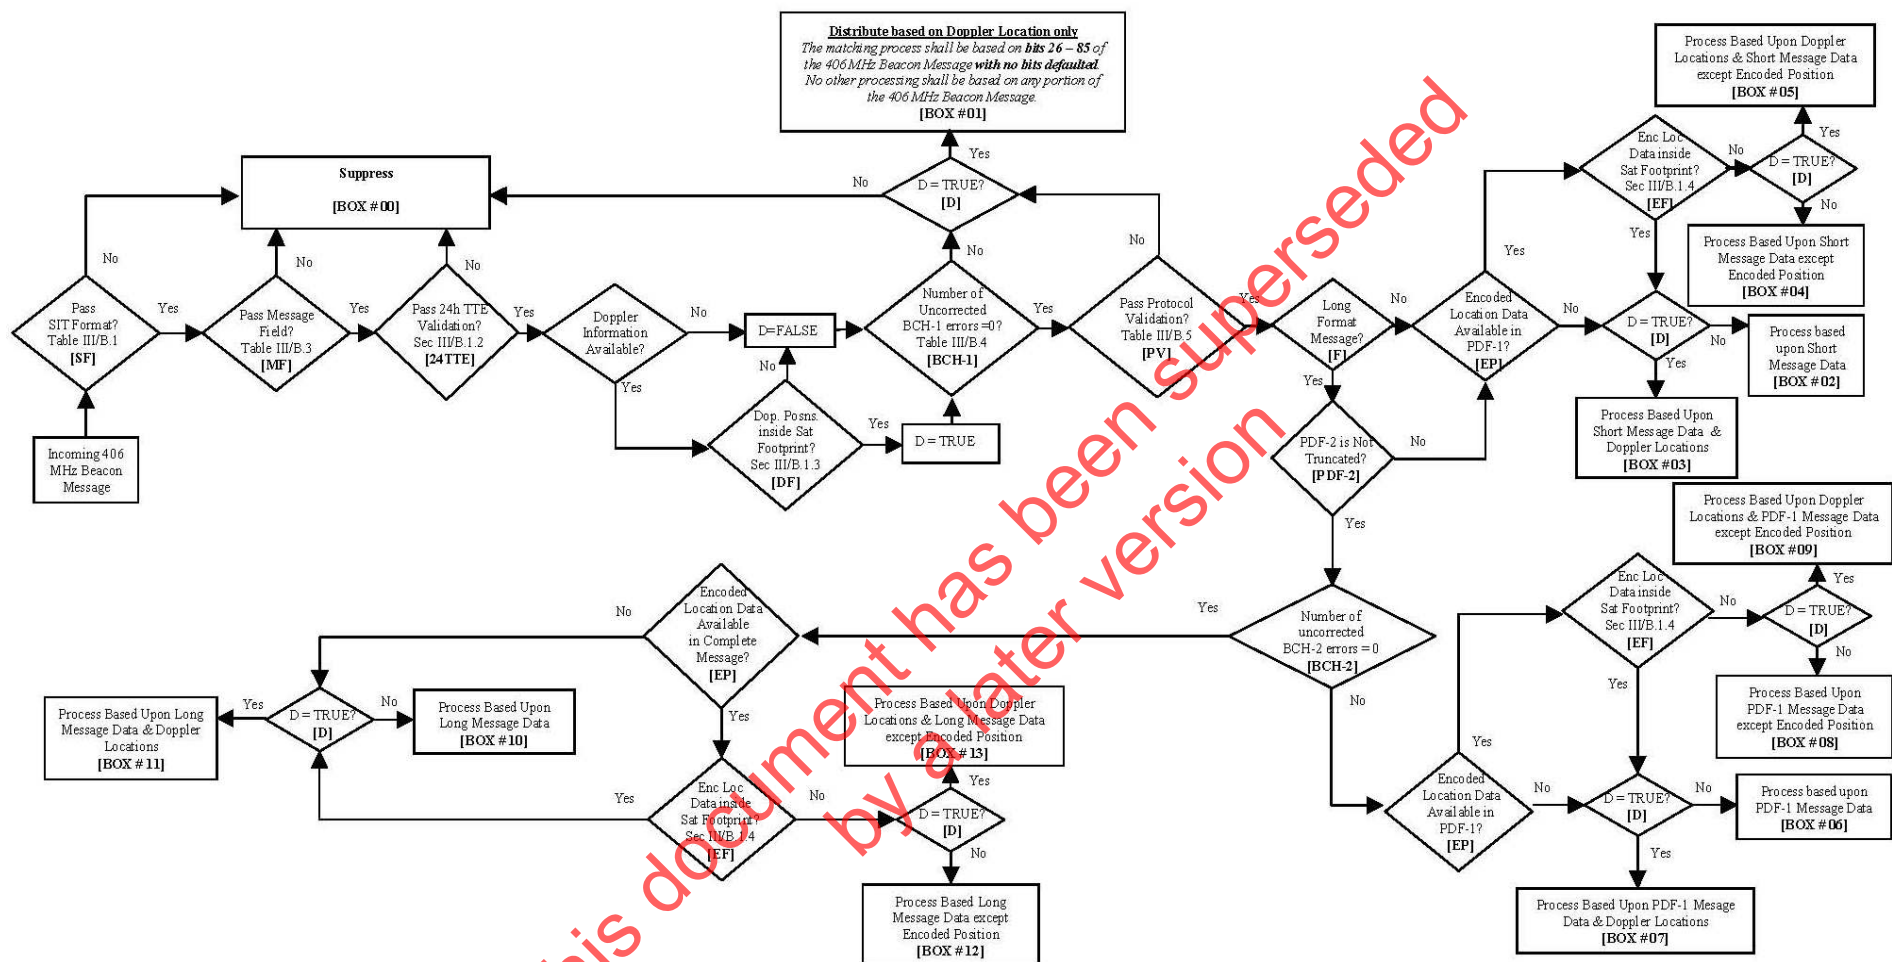 Distribute based on Doppler Location only
The matching process shall be based on bits 26 – 85 of
the 406 MHz Beacon Message with no bits defaulted.
No other processing shall be based on any portion of
the 406 MHz Beacon Message.
[BOX #01]
Process Based Upon Doppler
Locations & Short Message Data
except Encoded Position
[BOX #05]
Yes
Enc Loc
Data inside
Sat Footprint?
Sec III/B.1.4
[EF]
No
D = TRUE?
[D]
No
Yes
Process Based Upon Short
Message Data except
Encoded Position
[BOX #04]
Suppress
[BOX #00]
Yes
No
D = TRUE?
[D]
No
No
No
No
No
Yes
Pass
SIT Format?
Table III/B.1
[SF]
Yes
Pass Message
Field?
Table III/B.3
[MF]
Yes
Pass 24h TTE
Validation?
Sec III/B.1.2
[24TTE]
Yes
Doppler
Information
Available?
No
Yes
D=FALSE
No
Number of
Uncorrected
BCH-1 errors =0?
Table III/B.4
[BCH-1]
Yes
Pass Protocol
Validation?
Table III/B.5
[PV]
Yes
Long
Format
Message?
[F]
No
Yes
Encoded
Location Data
Available in
PDF-1?
[EP]
No
D = TRUE?
[D]
No
Yes
Process based
upon Short
Message Data
[BOX #02]
Incoming 406
MHz Beacon
Message
Dop. Posns.
inside Sat
Footprint?
Sec III/B.1.3
[DF]
Yes
D = TRUE
PDF-2 is Not
Truncated?
[PDF-2]
No
Yes
Process Based Upon
Short Message Data &
Doppler Locations
[BOX #03]
Process Based Upon Doppler
Locations & PDF-1 Message Data
except Encoded Position
[BOX #09]
Yes
Enc Loc
Data inside
Sat Footprint?
Sec III/B.1.4
[EF]
No
D = TRUE?
[D]
No
Yes
Process Based Upon
PDF-1 Message Data
except Encoded Position
[BOX #08]
No
Encoded
Location Data
Available
in Complete
Message?
[EP]
Yes
Yes
Number of
uncorrected
BCH-2 errors = 0
[BCH-2]
No
Process Based Upon Long
Message Data & Doppler
Locations
[BOX #11]
Yes
D = TRUE?
[D]
No
Process Based Upon
Long Message Data
[BOX #10]
Process Based Upon Doppler
Locations & Long Message Data
except Encoded Position
[BOX #13]
Yes
Yes
Enc Loc
Data inside
Sat Footprint?
Sec III/B.1.4
[EF]
No
D = TRUE?
[D]
No
Process Based Long
Message Data except
Encoded Position
[BOX #12]
Yes
Encoded
Location Data
Available in
PDF-1?
[EP]
No
D = TRUE?
[D]
No
Yes
Process based upon
PDF-1 Message Data
[BOX #06]
Process Based Upon PDF-1 Mesage
Data & Doppler Locations
[BOX #07]
his document has been superseded
by a later version